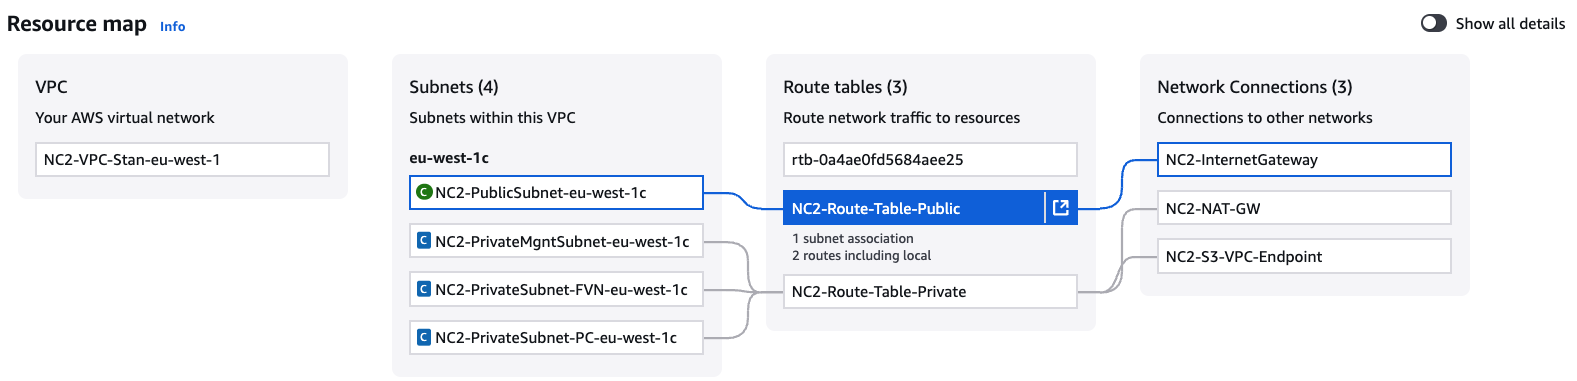 Resource map Info
Show all details
VPC
Your AWS virtual network
NC2-VPC-Stan-eu-west-1
Subnets (4)
Subnets within this VPC
eu-west-1c
C NC2-PublicSubnet-eu-west-1c
C NC2-PrivateMgntSubnet-eu-west-1c
C NC2-PrivateSubnet-FVN-eu-west-1c
C NC2-PrivateSubnet-PC-eu-west-1c
Route tables (3)
Route network traffic to resources
rtb-0a4ae0fd5684aee25
NC2-Route-Table-Public
1 subnet association
2 routes including local
NC2-Route-Table-Private
Network Connections (3)
Connections to other networks
NC2-InternetGateway
NC2-NAT-GW
NC2-S3-VPC-Endpoint